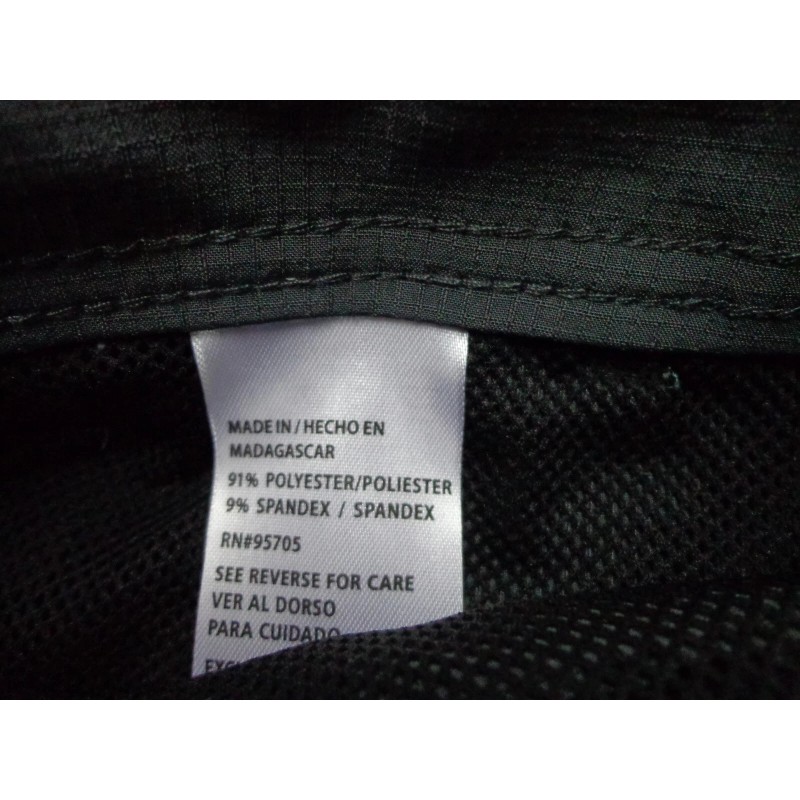 MADE IN / HECHO EN
MADAGASCAR
91% POLYESTER/POLIESTER
9% SPANDEX / SPANDEX
RN#95705
SEE REVERSE FOR CARE
VER AL DORSO
PARA CUIDADO